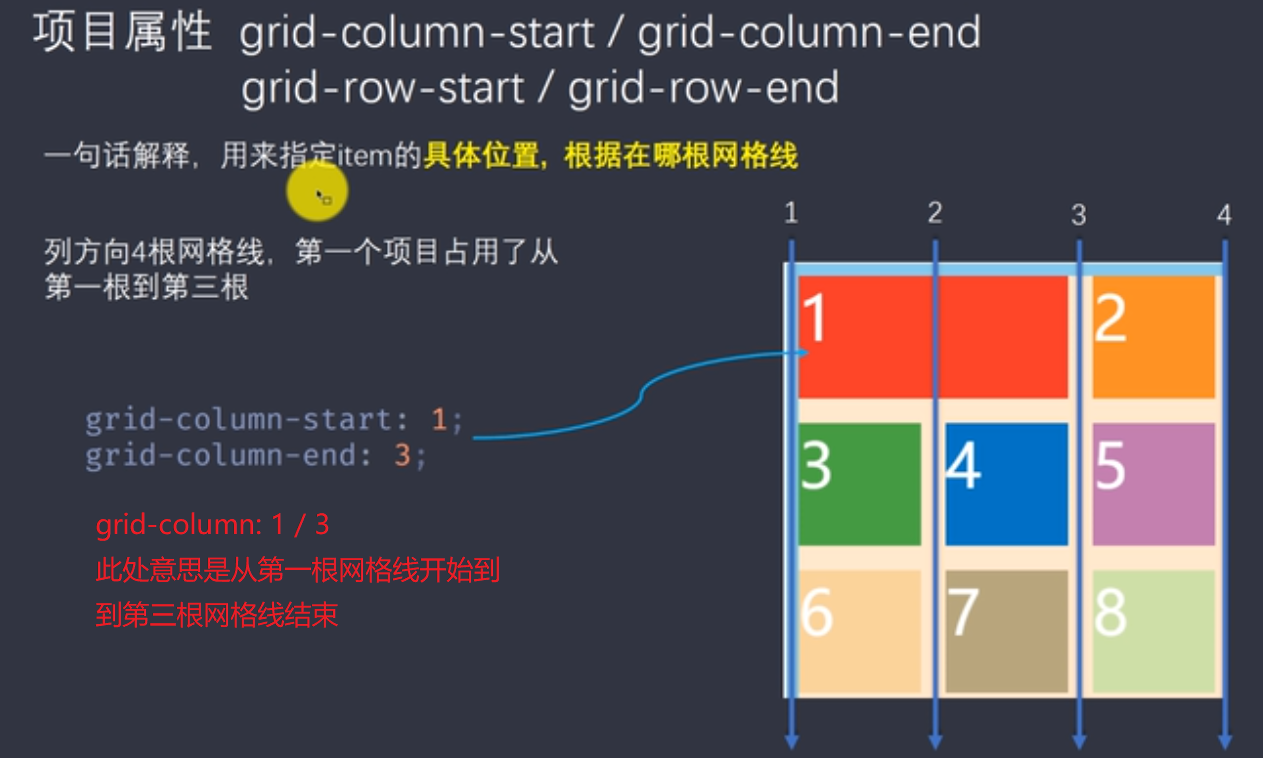 项目属性 grid-column-start / grid-column-end
grid-row-start / grid-row-end
一句话解释，用来指定item的具体位置，根据在哪根网格线
列方向4根网格线，第一个项目占用了从
第一根到第三根
grid-column-start: 1;
grid-column-end: 3;
grid-column: 1 / 3
此处意思是从第一根网格线开始到
到第三根网格线结束
1 2 3 4
1 2
3 4 5
6 7 8